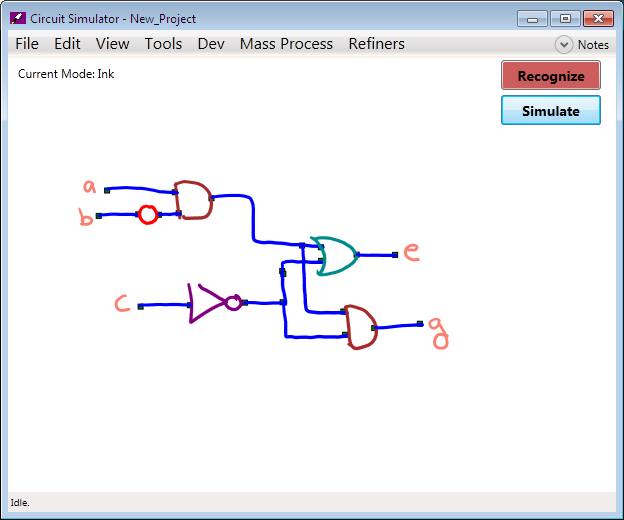 Circuit Simulator - New_Project
File Edit View Tools Dev Mass Process Refiners Notes
Current Mode: Ink
Recognize
Simulate
a
b
e
c
g
Idle.